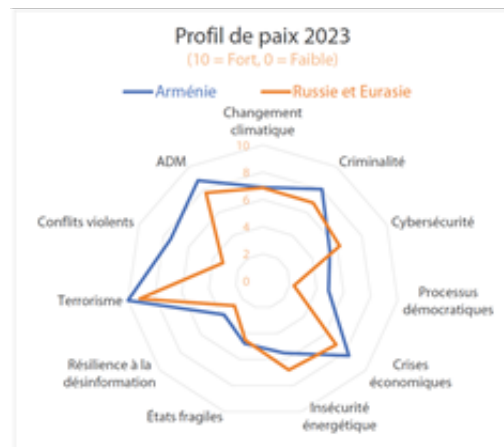 Profil de paix 2023
(10 = Fort, 0 = Faible)
Arménie
Russie et Eurasie
Changement
climatique
10
8
6
4
2
0
Criminalité
Cybersécurité
Processus
démocratiques
Crises
économiques
Insécurité
énergétique
États fragiles
Résilience à la
désinformation
Terrorisme
Conflits violents
ADM